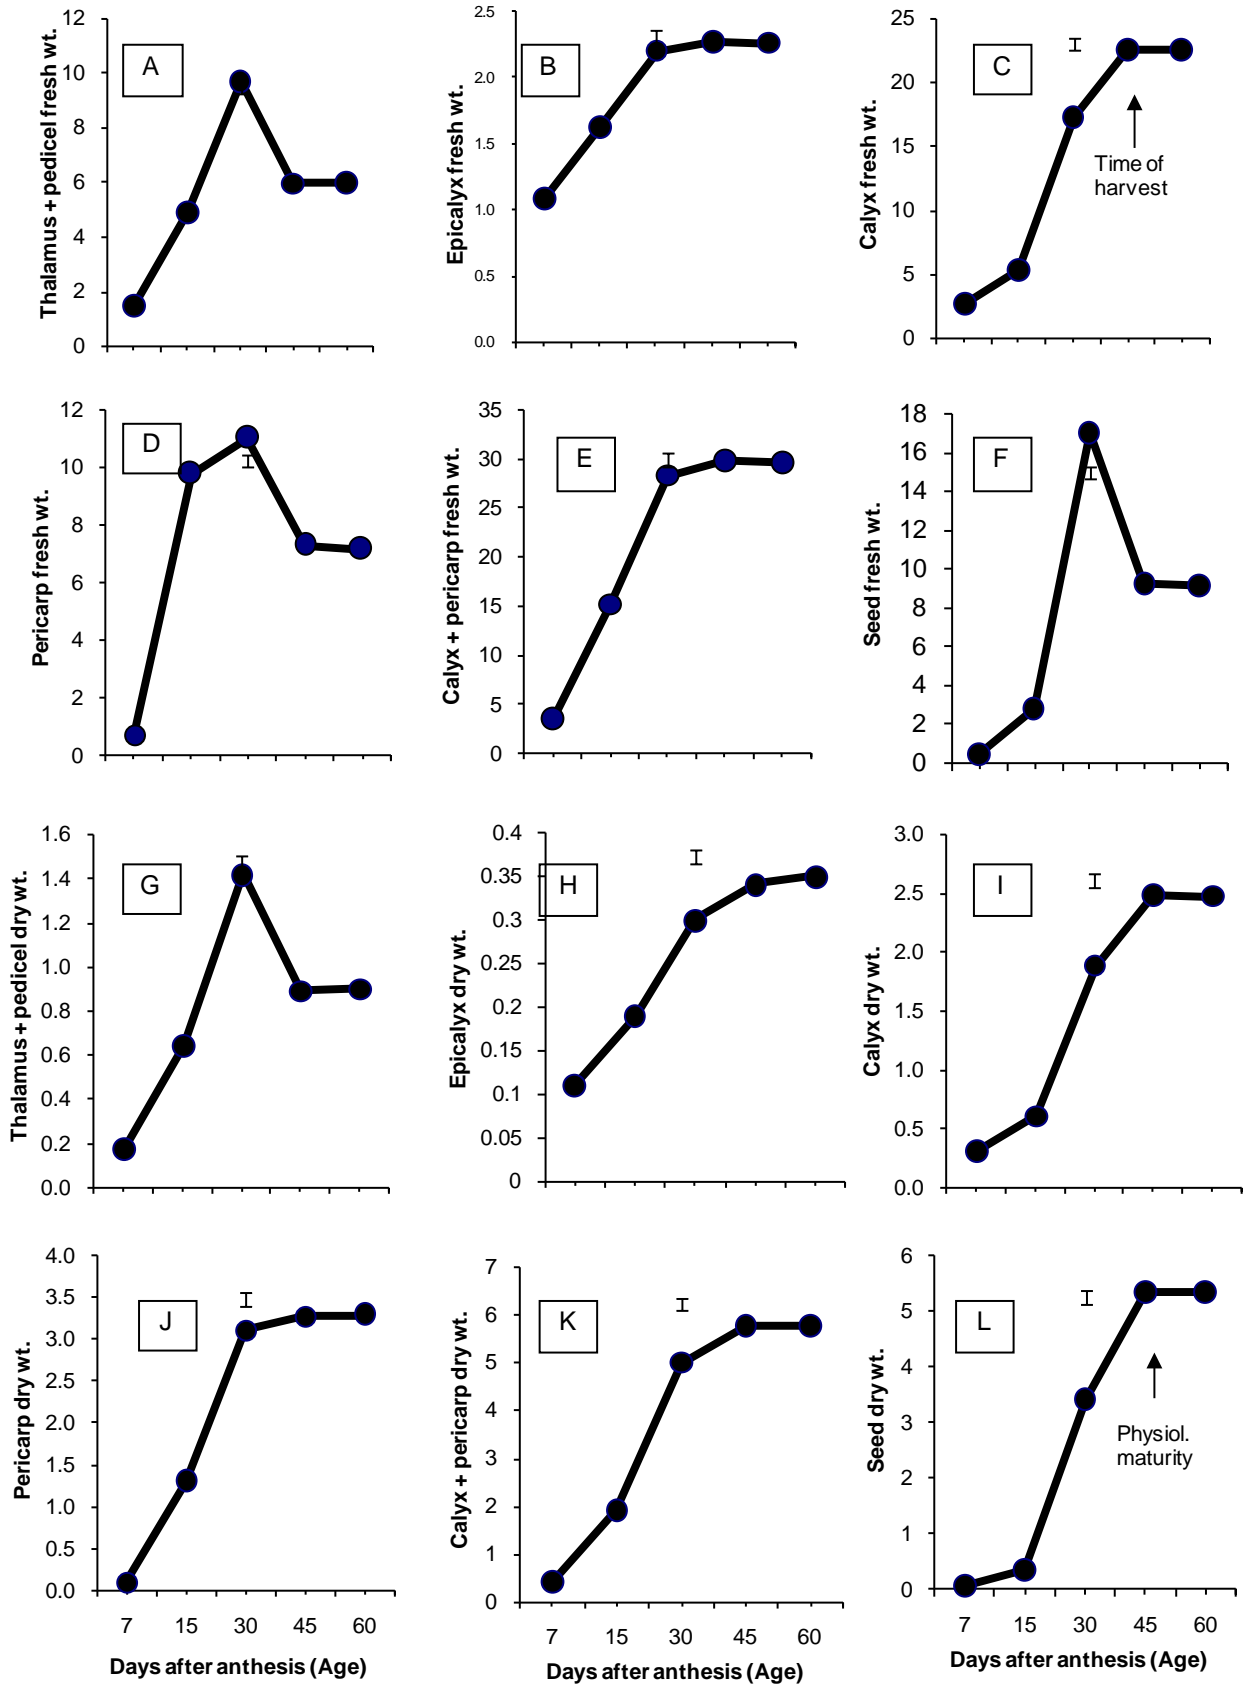 Thalamus + pedicel fresh wt.
12
10
8
6
4
2
0
A
Epicalyx fresh wt.
2.5
2.0
1.5
1.0
0.5
0.0
B
Calyx fresh wt.
25
20
15
10
5
0
C
Time of
harvest
Pericarp fresh wt.
12
10
8
6
4
2
0
D
Calyx + pericarp fresh wt.
35
30
25
20
15
10
5
0
E
Seed fresh wt.
18
16
14
12
10
8
6
4
2
0
F
Thalamus + pedicel dry wt.
1.6
1.4
1.2
1.0
0.8
0.6
0.4
0.2
0.0
G
Epicalyx dry wt.
0.4
0.35
0.3
0.25
0.2
0.15
0.1
0.05
0
H
Calyx dry wt.
3.0
2.5
2.0
1.5
1.0
0.5
0.0
I
Pericarp dry wt.
4.0
3.5
3.0
2.5
2.0
1.5
1.0
0.5
0.0
J
7 15 30 45 60
Days after anthesis (Age)
Calyx + pericarp dry wt.
7
6
5
4
3
2
1
0
K
7 15 30 45 60
Days after anthesis (Age)
Seed dry wt.
6
5
4
3
2
1
0
L
Physiol.
maturity
7 15 30 45 60
Days after anthesis (Age)